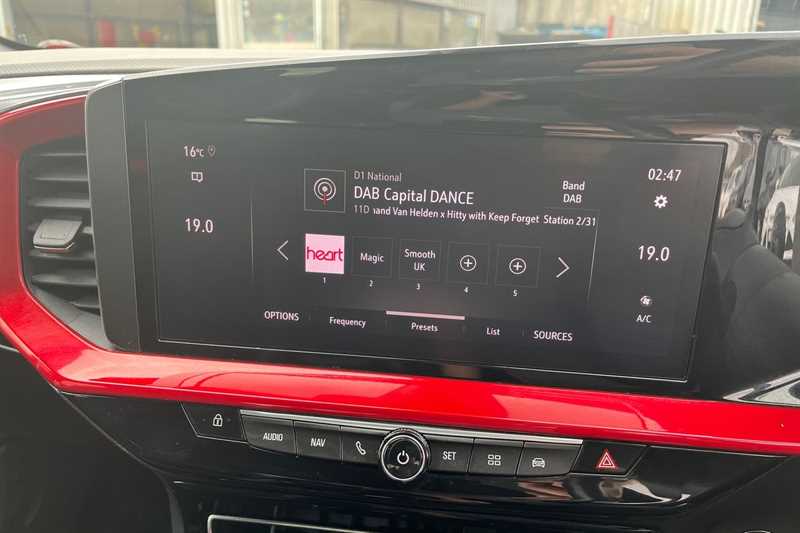 16°C
19.0
D1 National
DAB Capital DANCE
11D and Van Helden x Hitty with Keep Forget Station 2/31
Band
DAB
02:47
19.0
A/C
heart
Magic
Smooth
UK
1
2
3
4
5
OPTIONS
Frequency
Presets
List
SOURCES
AUDIO
NAV
SET